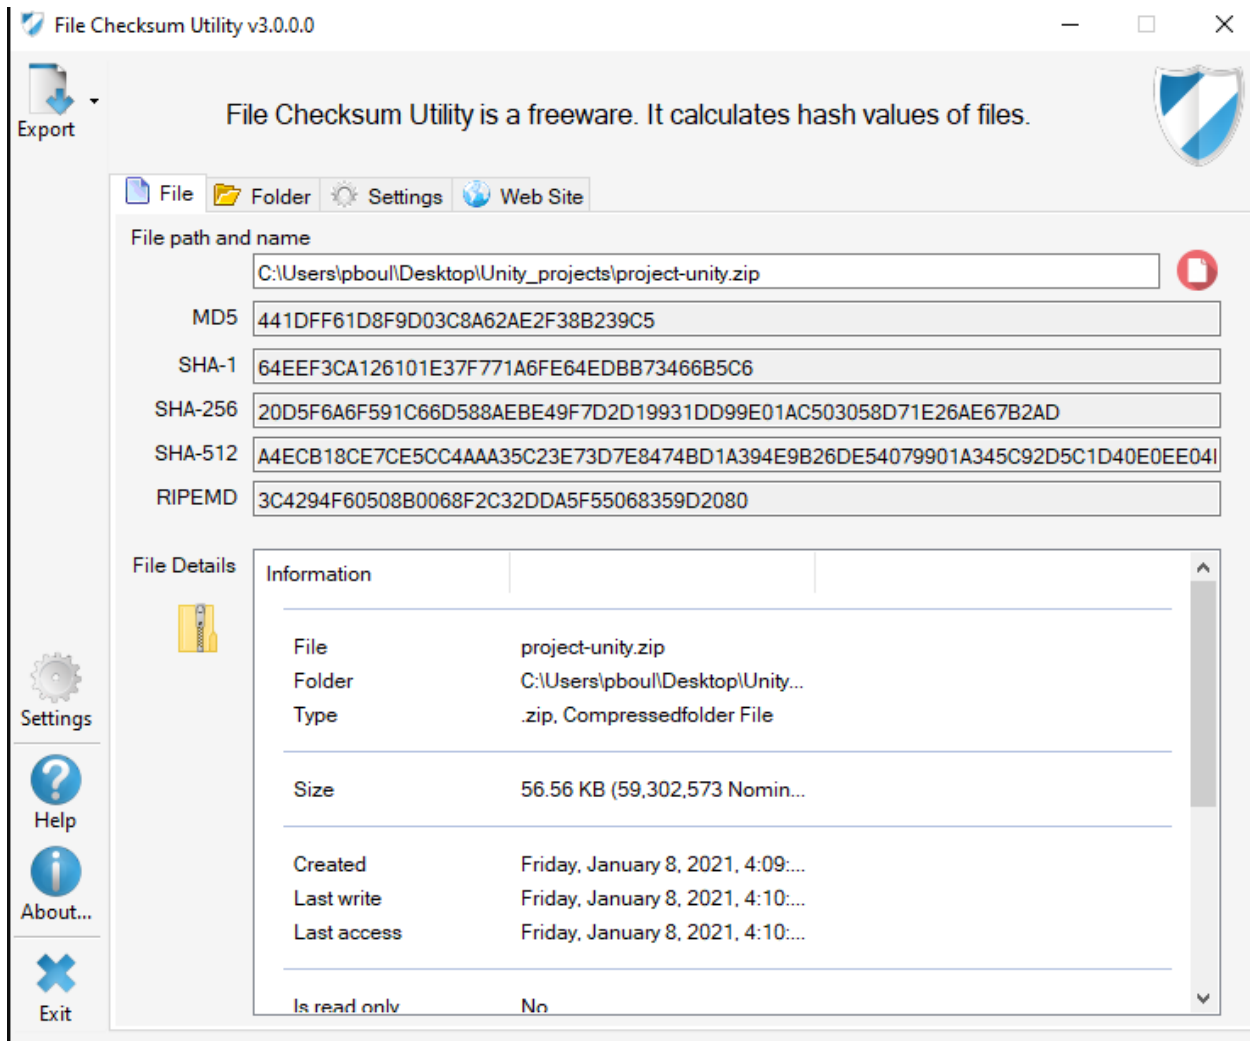 File Checksum Utility v3.0.0.0
Export
File Checksum Utility is a freeware. It calculates hash values of files.
File Folder Settings Web Site
File path and name
C:\Users\pboul\Desktop\Unity_projects\project-unity.zip
MD5 441DFF61D8F9D03C8A62AE2F38B239C5
SHA-1 64EEF3CA126101E37F771A6FE64EDBB73466B5C6
SHA-256 20D5F6A6F591C66D588AEBE49F7D2D19931DD99E01AC503058D71E26AE67B2AD
SHA-512 A4ECB18CE7CE5CC4AAA35C23E73D7E8474BD1A394E9B26DE54079901A345C92D5C1D40E0EE04
RIPEMD 3C4294F60508B0068F2C32DDA5F55068359D2080
File Details
Information
File project-unity.zip
Folder C:\Users\pboul\Desktop\Unity...
Type .zip, Compressedfolder File
Size 56.56 KB (59,302,573 Nomin...
Created Friday, January 8, 2021, 4:09:...
Last write Friday, January 8, 2021, 4:10:...
Last access Friday, January 8, 2021, 4:10:...
Is read only No
Settings
Help
About...
Exit